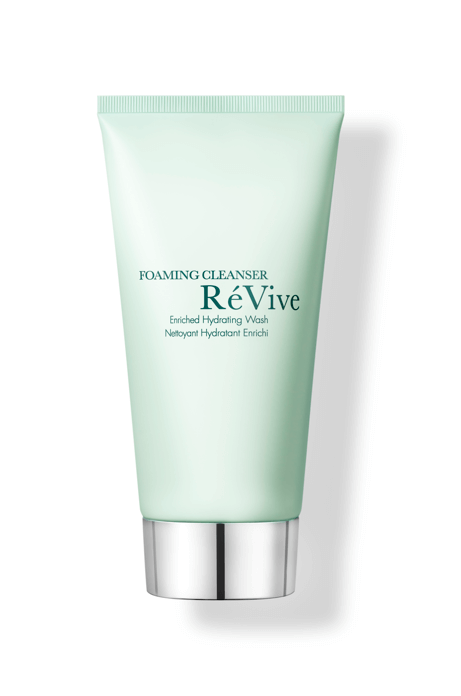 FOAMING CLEANSER
RéVive
Enriched Hydrating Wash
Nettoyant Hydratant Enrichi